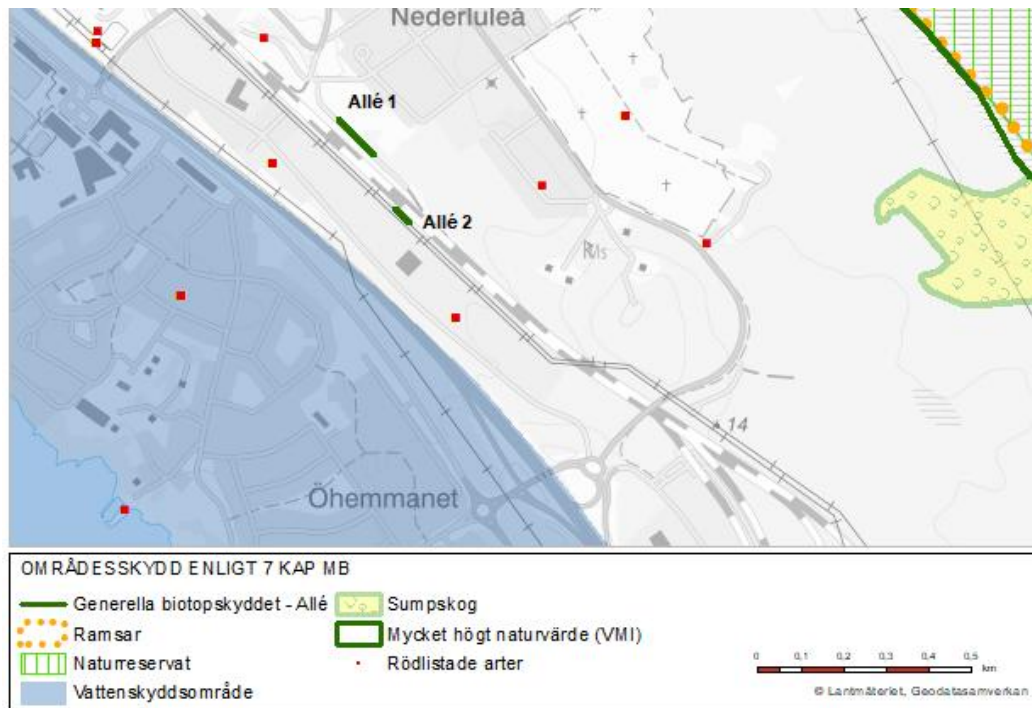 Nederluleå
Allé 1
Allé 2
Öhemmanet
14
OMRÅDESSKYDD ENLIGT 7 KAP MB
Generella biotopskyddet - Allé
Sumpskog
Ramsar
Mycket högt naturvärde (VMI)
Naturreservat
Rödlistade arter
Vattenskyddsområde
0 0,1 0,2 0,3 0,4 0,5
km
© Lantmäteriet, Geodatasamverkan